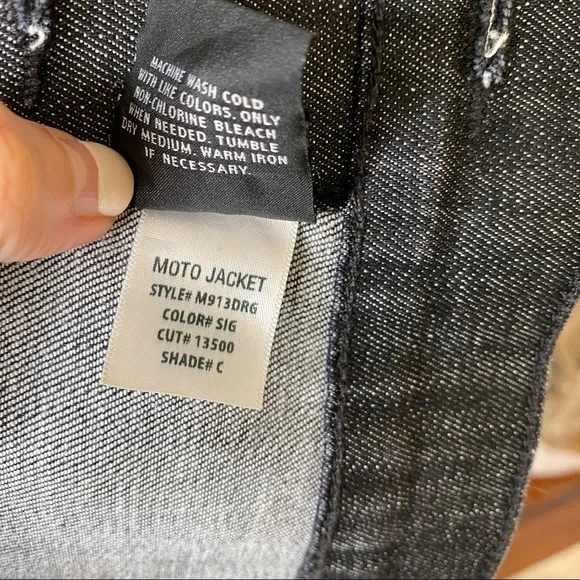 MACHINE WASH COLD
WITH LIKE COLORS. ONLY
NON-CHLORINE BLEACH
WHEN NEEDED. TUMBLE
DRY MEDIUM. WARM IRON
IF NECESSARY.
MOTO JACKET
STYLE# M913DRG
COLOR# SIG
CUT# 13500
SHADE# C